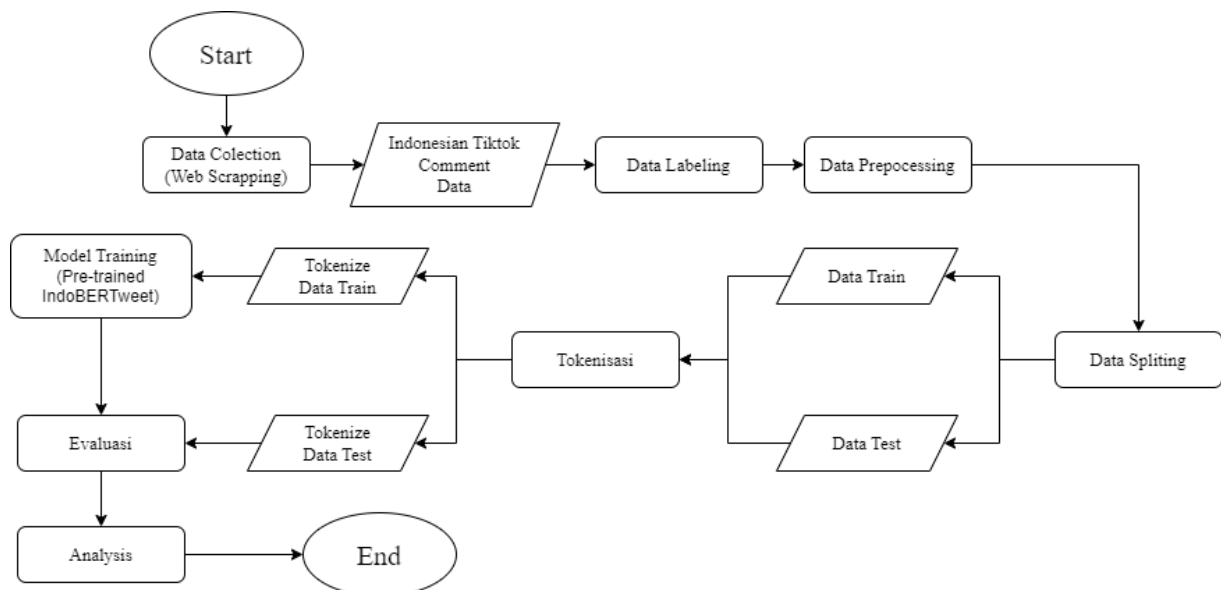 Start
Data Colection
(Web Scrapping)
Indonesian Tiktok
Comment
Data
Data Labeling
Data Prepocessing
Data Spliting
Data Train
Data Test
Tokenisasi
Tokenize
Data Train
Tokenize
Data Test
Model Training
(Pre-trained
IndoBERTweet)
Evaluasi
Analysis
End